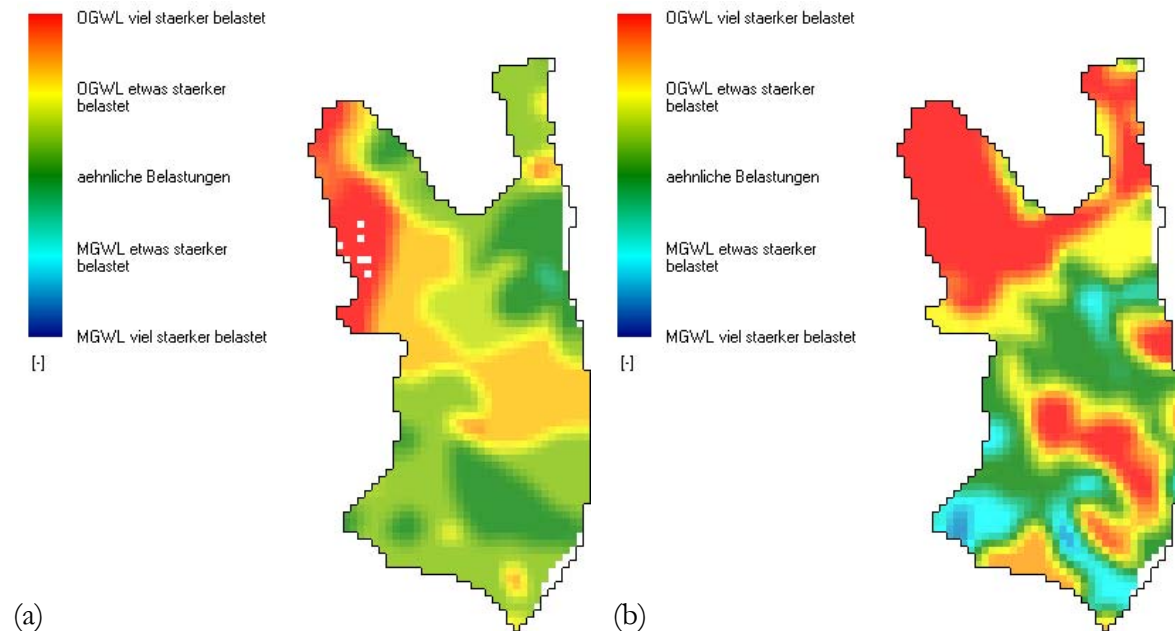 OGWL viel staerker belastet
OGWL etwas staerker
belastet
aehnliche Belastungen
MGWL etwas staerker
belastet
MGWL viel staerker belastet
[-]
(a)
OGWL viel staerker belastet
OGWL etwas staerker
belastet
aehnliche Belastungen
MGWL etwas staerker
belastet
MGWL viel staerker belastet
[-]
(b)